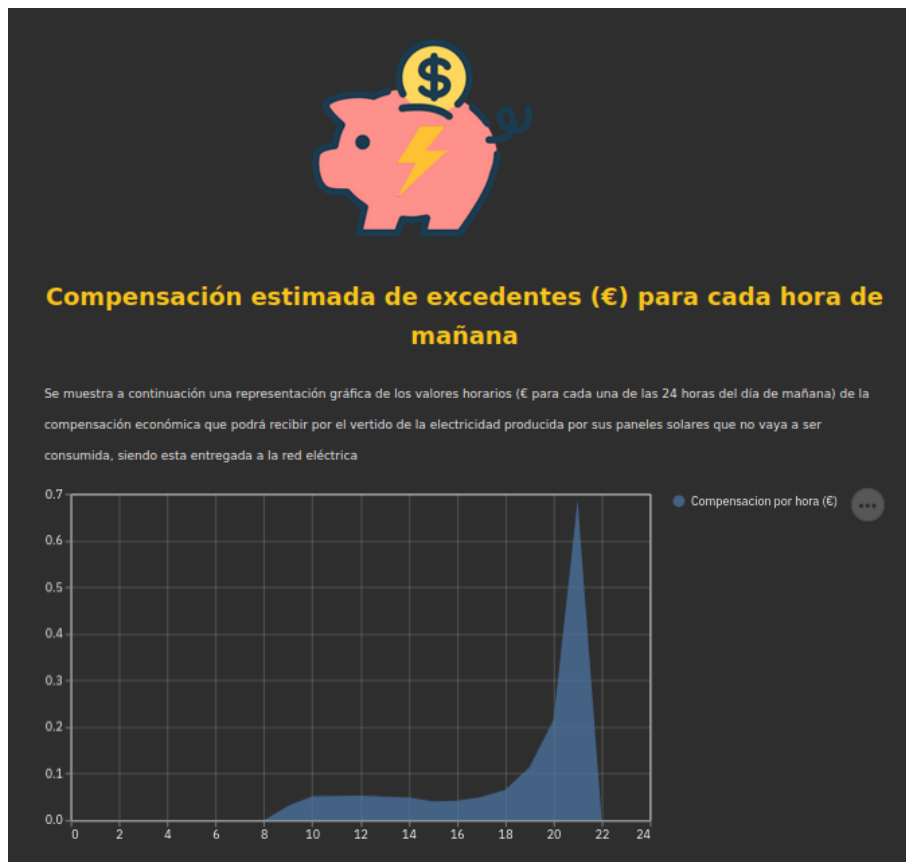 $
Compensación estimada de excedentes (€) para cada hora de
mañana
Se muestra a continuación una representación gráfica de los valores horarios (€ para cada una de las 24 horas del día de mañana) de la
compensación económica que podrá recibir por el vertido de la electricidad producida por sus paneles solares que no vaya a ser
consumida, siendo esta entregada a la red eléctrica
0.7
Compensacion por hora (€)
0.6
0.5
0.4
0.3
0.2
0.1
0.0
0 2 4 6 8 10 12 14 16 18 20 22 24